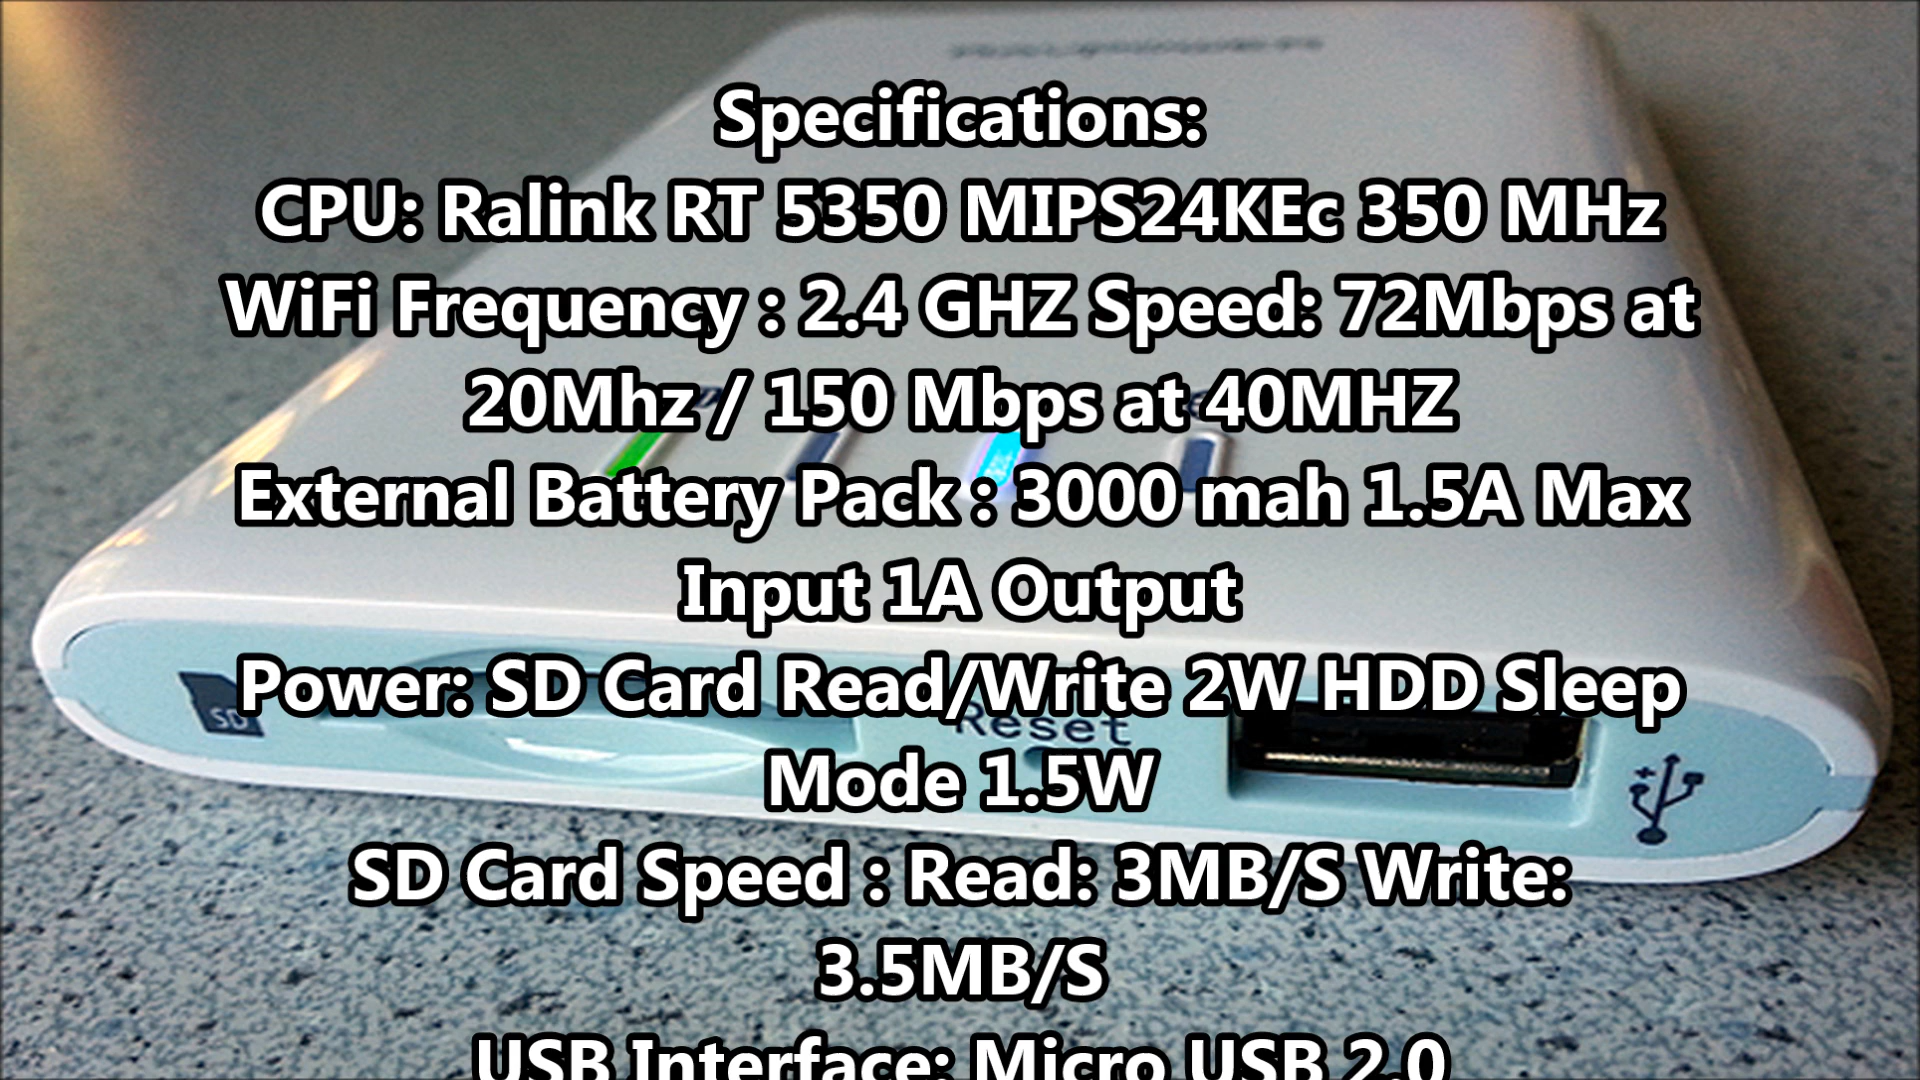 Specifications:
CPU: Ralink RT 5350 MIPS24KEc 350 MHz
WiFi Frequency : 2.4 GHZ Speed: 72Mbps at
20Mhz / 150 Mbps at 40MHZ
External Battery Pack : 3000 mah 1.5A Max
Input 1A Output
Power: SD Card Read/Write 2W HDD Sleep
Mode 1.5W
SD
Reset
SD Card Speed : Read: 3MB/S Write:
3.5MB/S
USB Interface: Micro USB 2.0